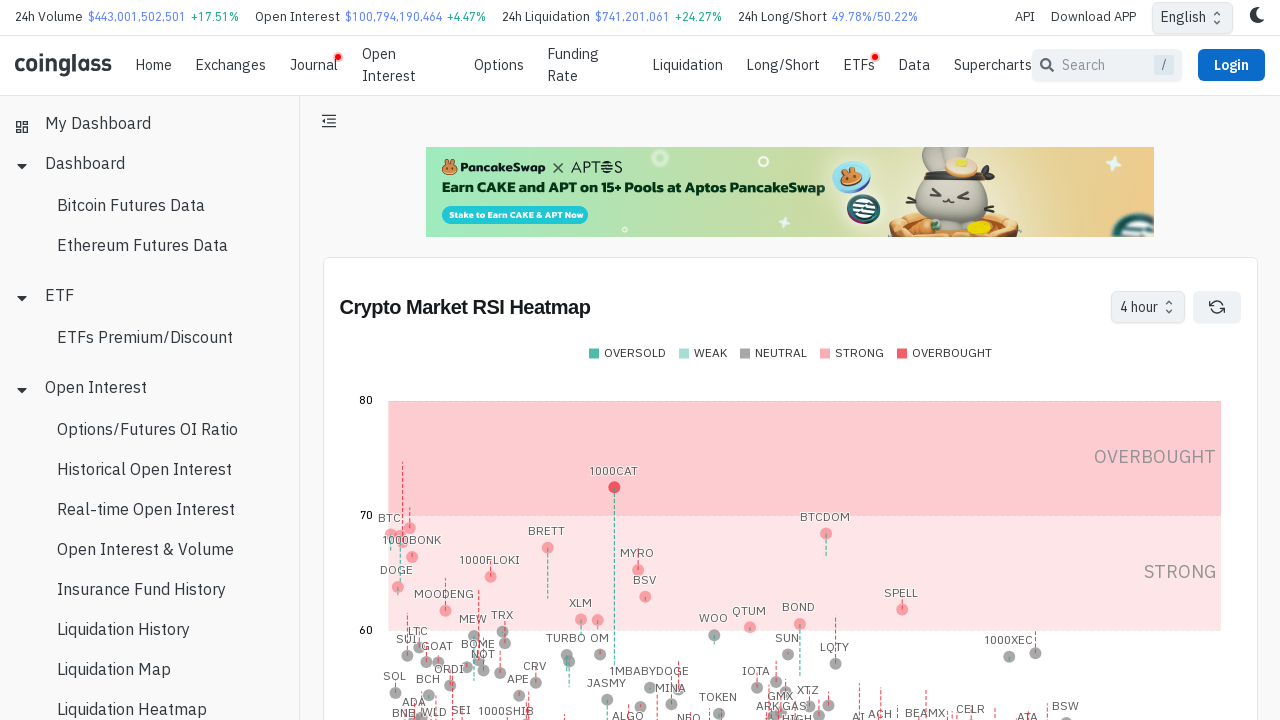 24h Volume $443,001,502,501 +17.51% Open Interest $100,794,190,464 +4.47% 24h Liquidation $741,201,061 +24.27% 24h Long/Short 49.78%/50.22% API Download APP English
coinglass Home Exchanges Journal Open Interest Options Funding Rate Liquidation Long/Short ETFs Data Supercharts Search / Login
My Dashboard
Dashboard
Bitcoin Futures Data
Ethereum Futures Data
ETF
ETFs Premium/Discount
Open Interest
Options/Futures OI Ratio
Historical Open Interest
Real-time Open Interest
Open Interest & Volume
Insurance Fund History
Liquidation History
Liquidation Map
Liquidation Heatmap
PancakeSwap × APTOS
Earn CAKE and APT on 15+ Pools at Aptos PancakeSwap
Stake to Earn CAKE & APT Now
Crypto Market RSI Heatmap
4 hour
OVERSOLD WEAK NEUTRAL STRONG OVERBOUGHT
80
OVERBOUGHT
1000CAT
70
BTC
BTCDOM
BRETT
1000BONK
MYRO
1000FLOKI
DOGE
STRONG
BSV
MOODENG
SPELL
XLM
BOND
QTUM
MEW
TRX
WOO
60
LTC
SUI
TURBO
OM
SUN
1000XEC
GOAT
BOME
LQTY
NOT
CRV
ORDI
1MBABYDOGE
IOTA
SOL
BCH
APE
JASMY
MINA
XTZ
TOKEN
GMX
ADA
ARK
GAS
BSW
BNB
WLD
SEI
1000SHIB
ALGO
NEO
HIGH
AI
ACH
BEAMX
CELR
ATA